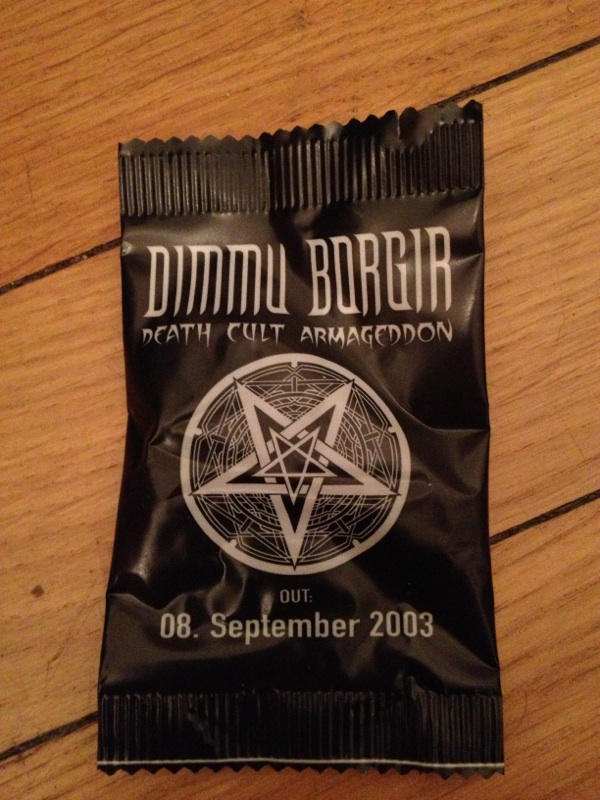 DIMMU BORGIR
DEATH CULT ARMAGEDDON
OUT:
08. September 2003